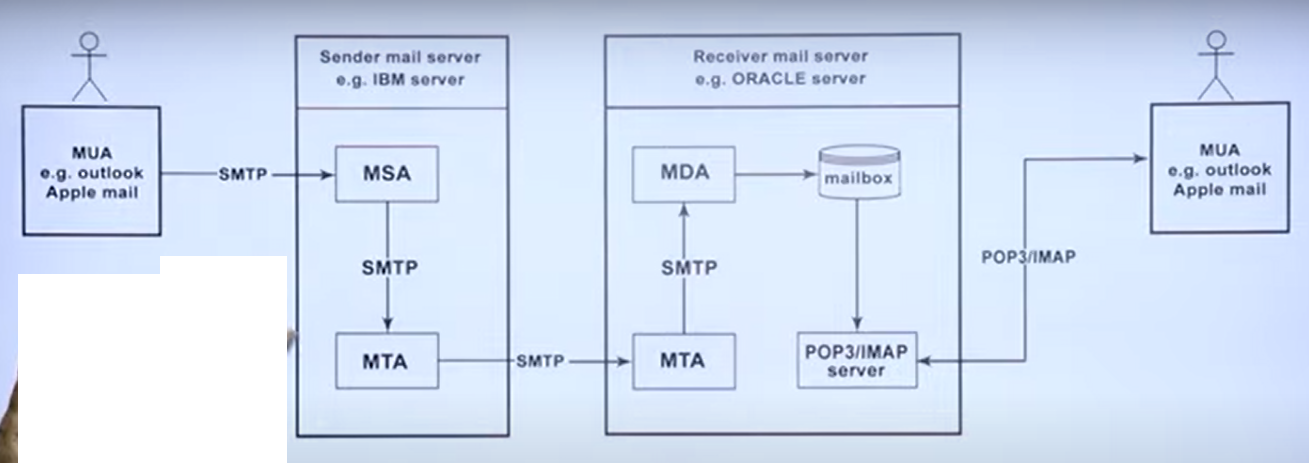 Sender mail server
e.g. IBM server
Receiver mail server
e.g. ORACLE server
MUA
e.g. outlook
Apple mail
SMTP
MSA
SMTP
MTA
SMTP
MTA
SMTP
MDA
mailbox
POP3/IMAP
server
POP3/IMAP
MUA
e.g. outlook
Apple mail